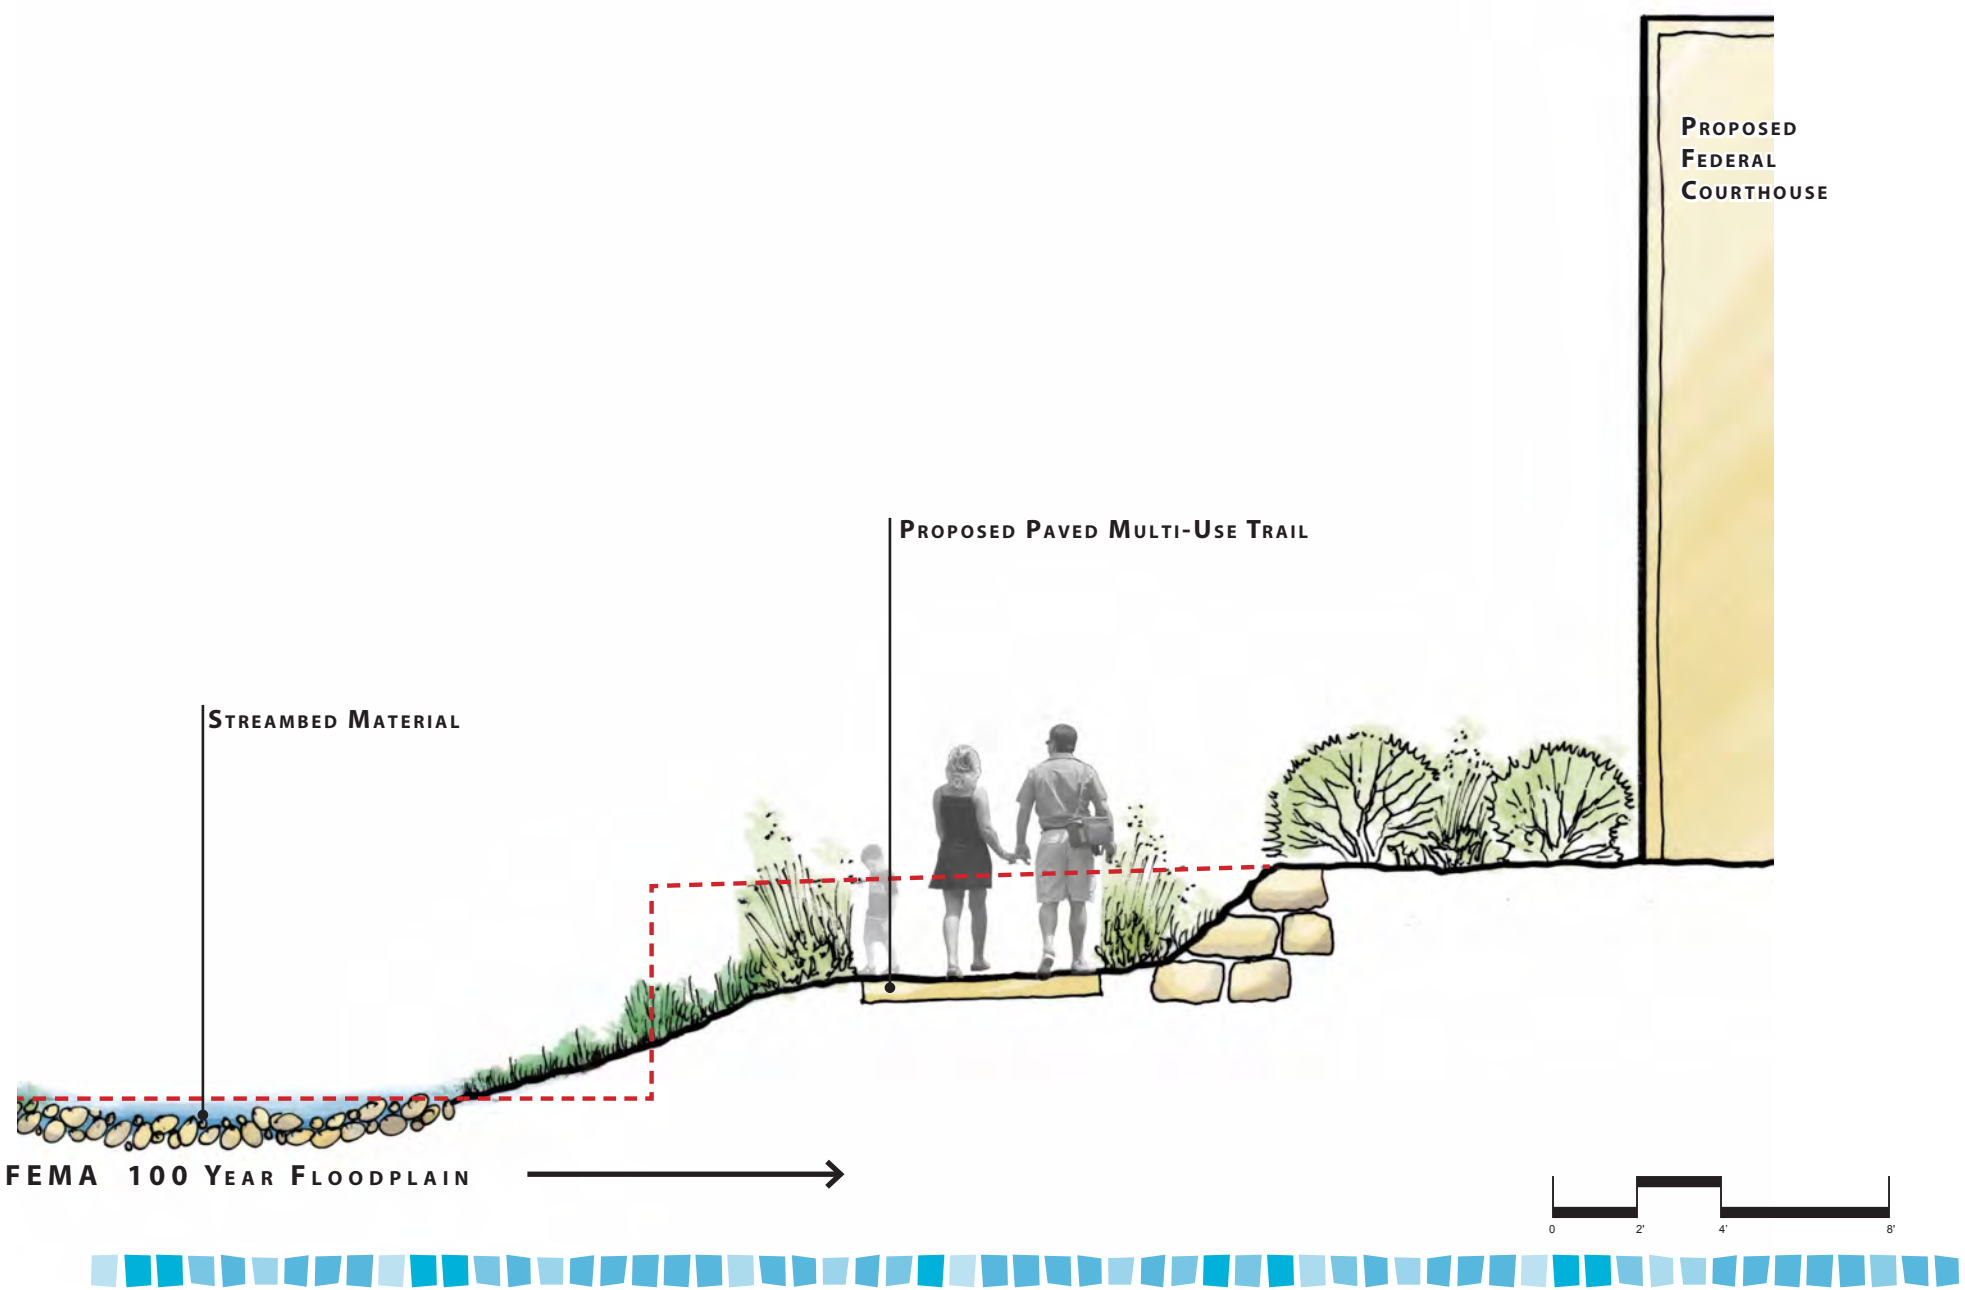 PROPOSED
FEDERAL
COURTHOUSE
PROPOSED PAVED MULTI-USE TRAIL
STREAMBED MATERIAL
FEMA 100 YEAR FLOODPLAIN
0 2' 4' 8'